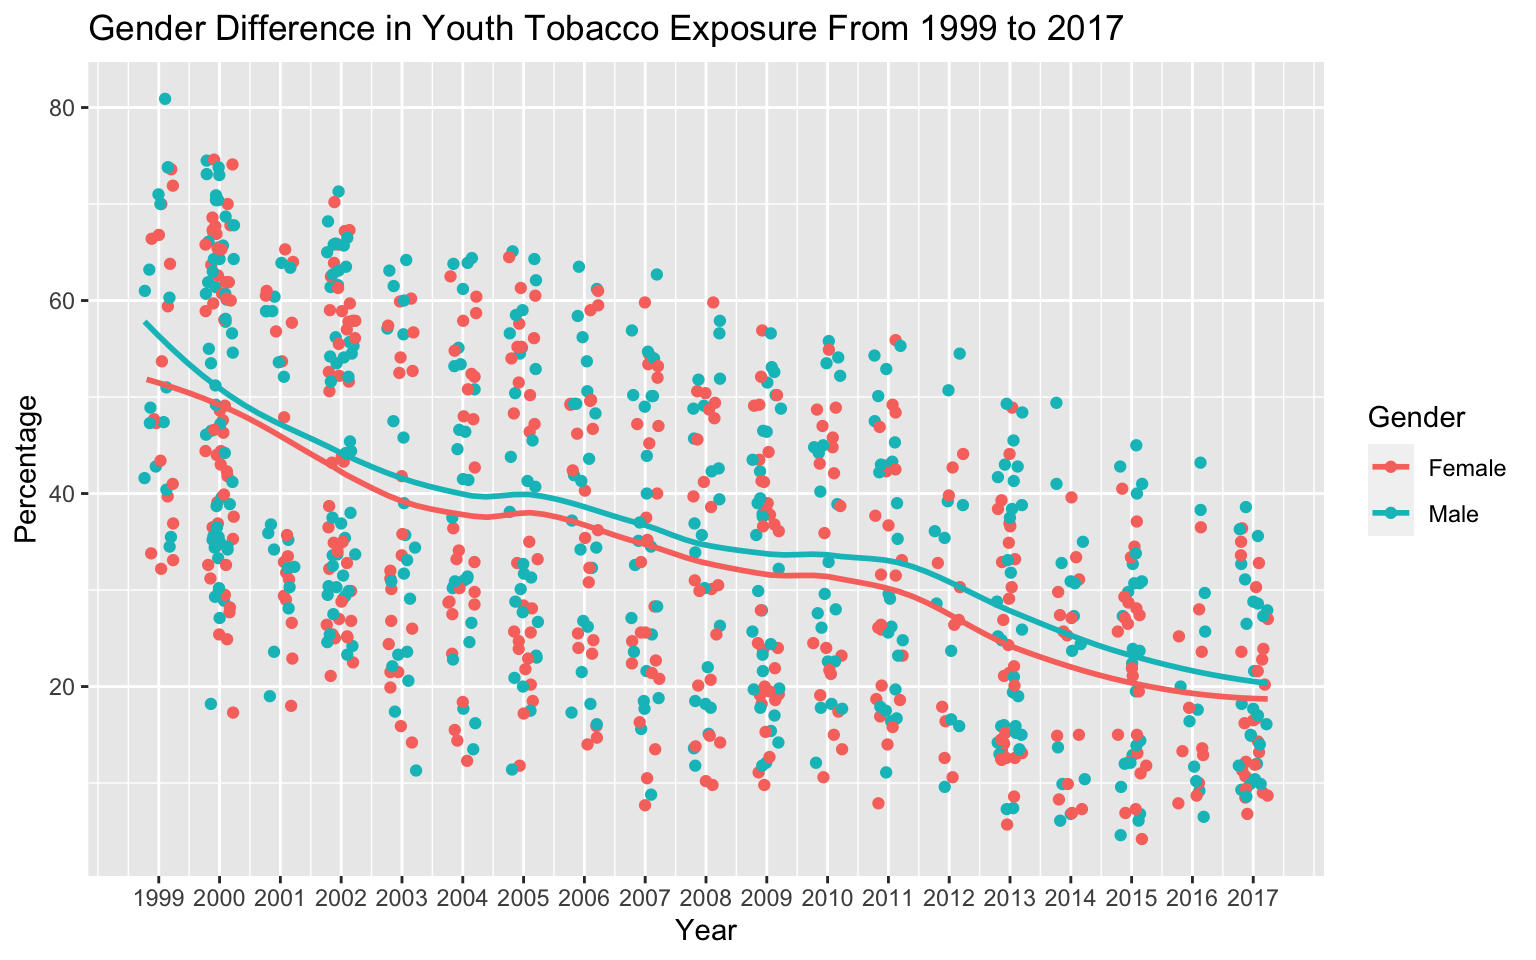 Gender Difference in Youth Tobacco Exposure From 1999 to 2017
80
60
40
20
Percentage
1999 2000 2001 2002 2003 2004 2005 2006 2007 2008 2009 2010 2011 2012 2013 2014 2015 2016 2017
Year
Gender
Female
Male